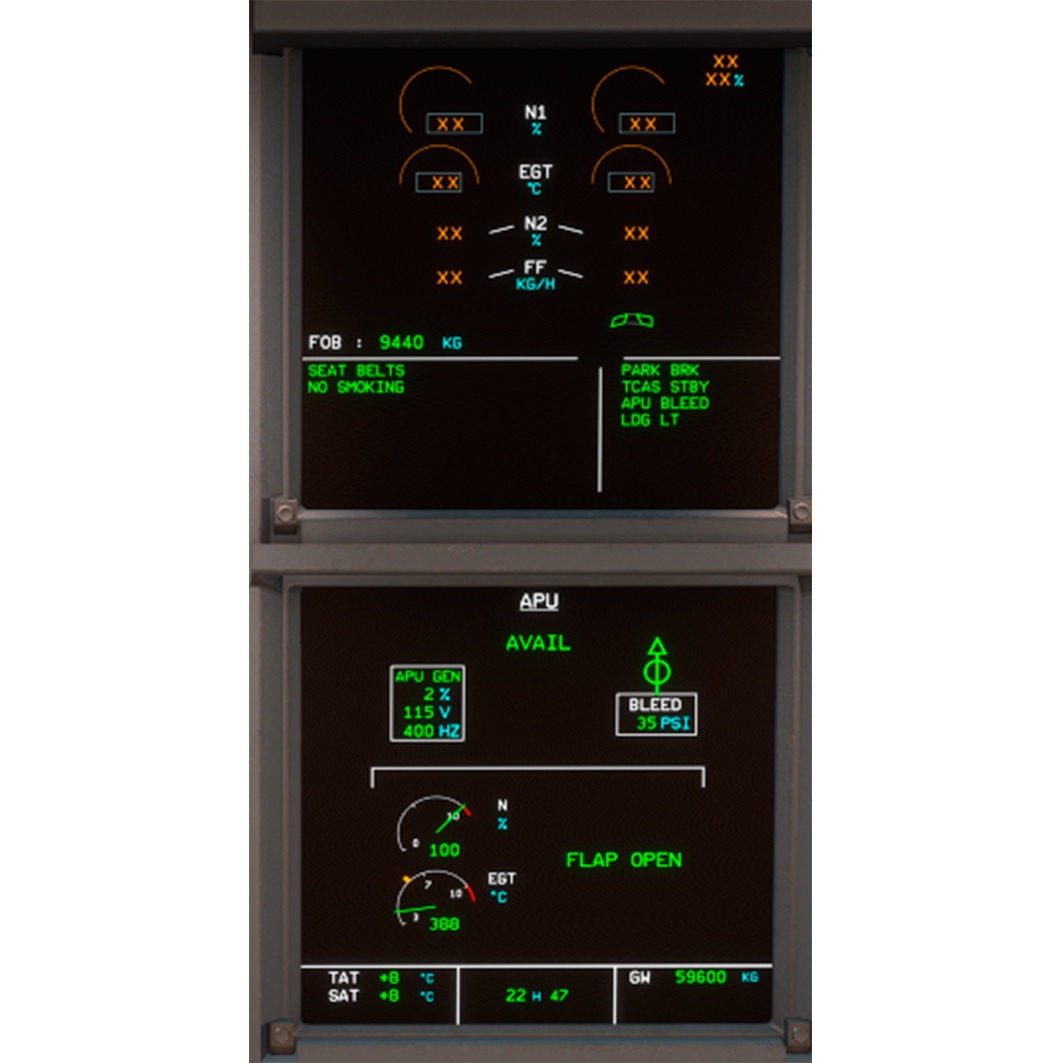 XX
XX%
XX N1 XX
%
XX EGT XX
°C
XX N2 XX
%
XX FF XX
KG/H
FOB : 9440 KG
SEAT BELTS PARK BRK
NO SMOKING TCAS STBY
APU BLEED
LDG LT
APU
AVAIL
APU GEN
2 %
115 V
400 HZ
BLEED
35 PSI
10 N
0 %
100
FLAP OPEN
7 EGT
10 °C
3
388
TAT +8 °C GW 59600 KG
SAT +8 °C 22 H 47